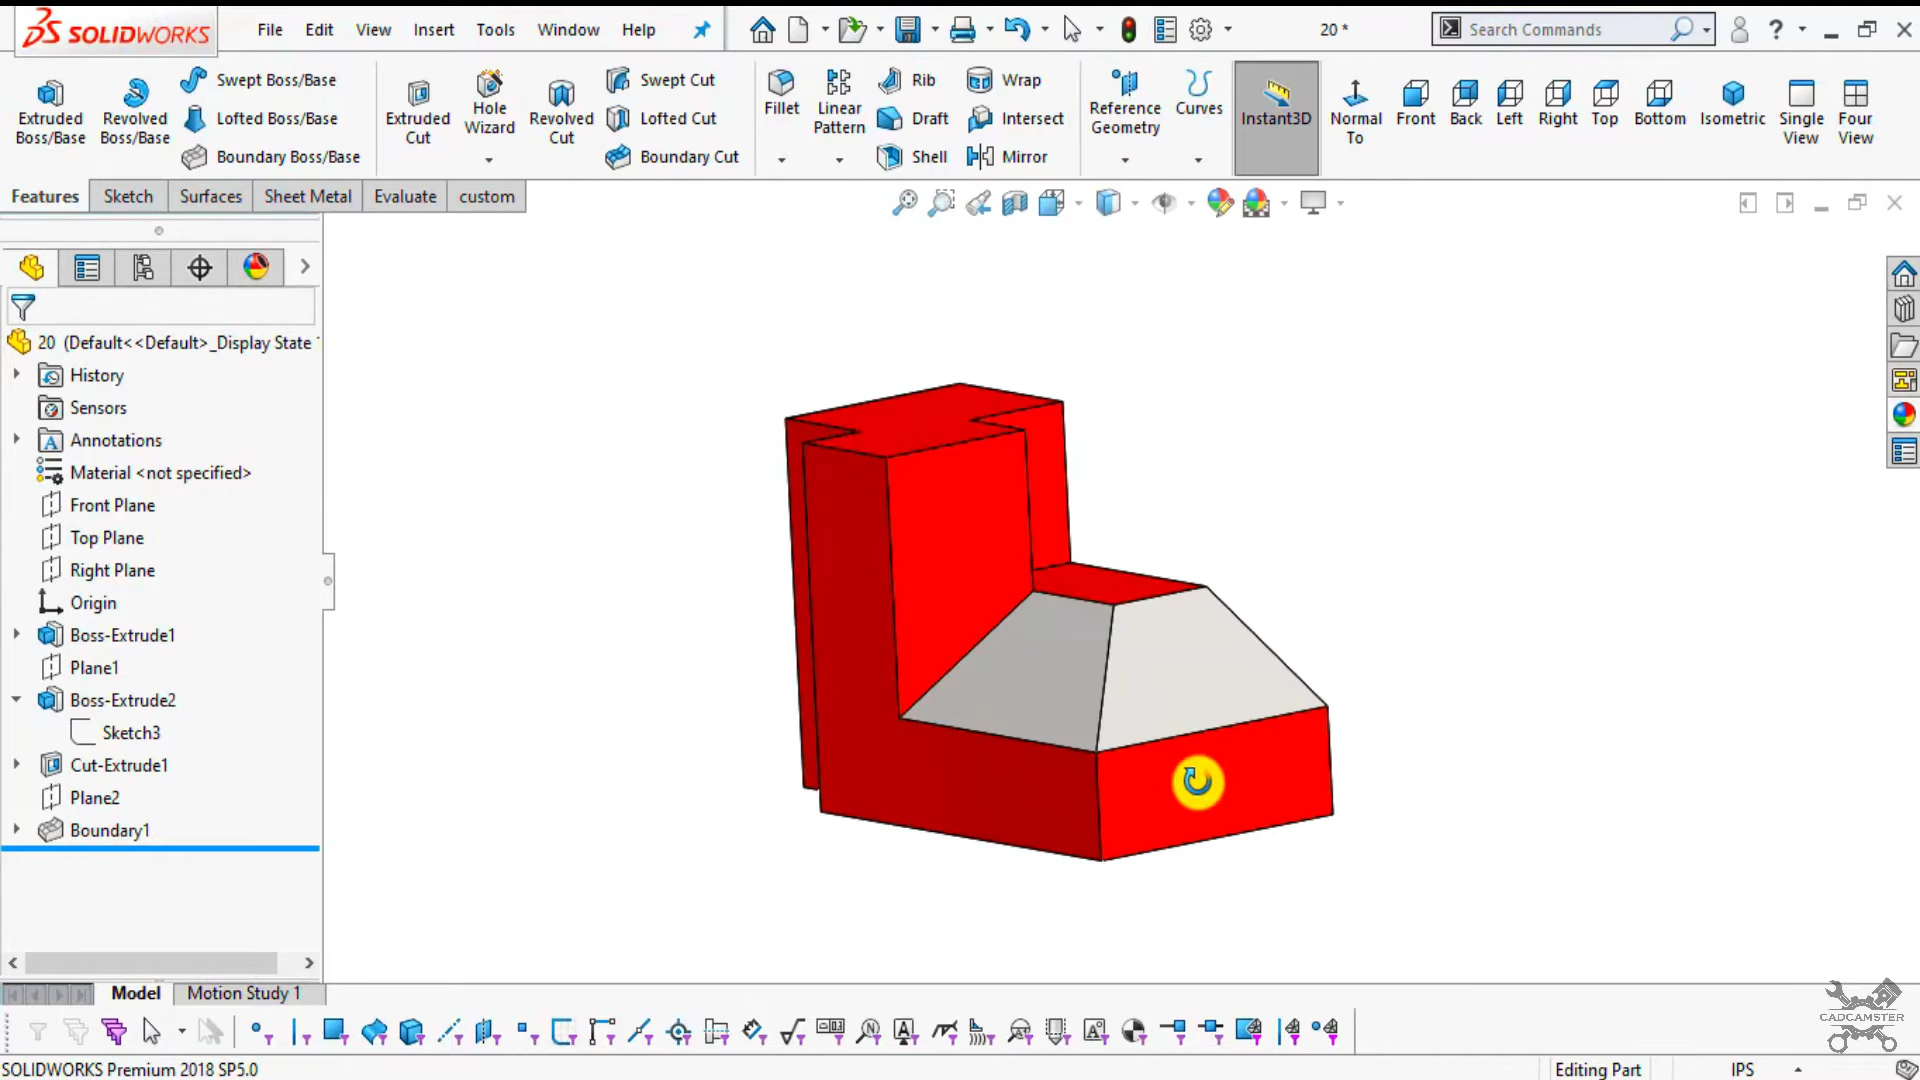 SOLIDWORKS File Edit View Insert Tools Window Help 20 * Search Commands ?
Extruded Boss/Base
Revolved Boss/Base
Swept Boss/Base
Lofted Boss/Base
Boundary Boss/Base
Extruded Cut
Hole Wizard
Revolved Cut
Swept Cut
Lofted Cut
Boundary Cut
Fillet
Linear Pattern
Rib
Draft
Shell
Wrap
Intersect
Mirror
Reference Geometry
Curves
Instant3D
Normal To
Front
Back
Left
Right
Top
Bottom
Isometric
Single View
Four View
Features Sketch Surfaces Sheet Metal Evaluate custom
20 (Default<<Default>_Display State
History
Sensors
Annotations
Material <not specified>
Front Plane
Top Plane
Right Plane
Origin
Boss-Extrude1
Plane1
Boss-Extrude2
Sketch3
Cut-Extrude1
Plane2
Boundary1
Model Motion Study 1
CADCAMSTER
SOLIDWORKS Premium 2018 SP5.0 Editing Part IPS